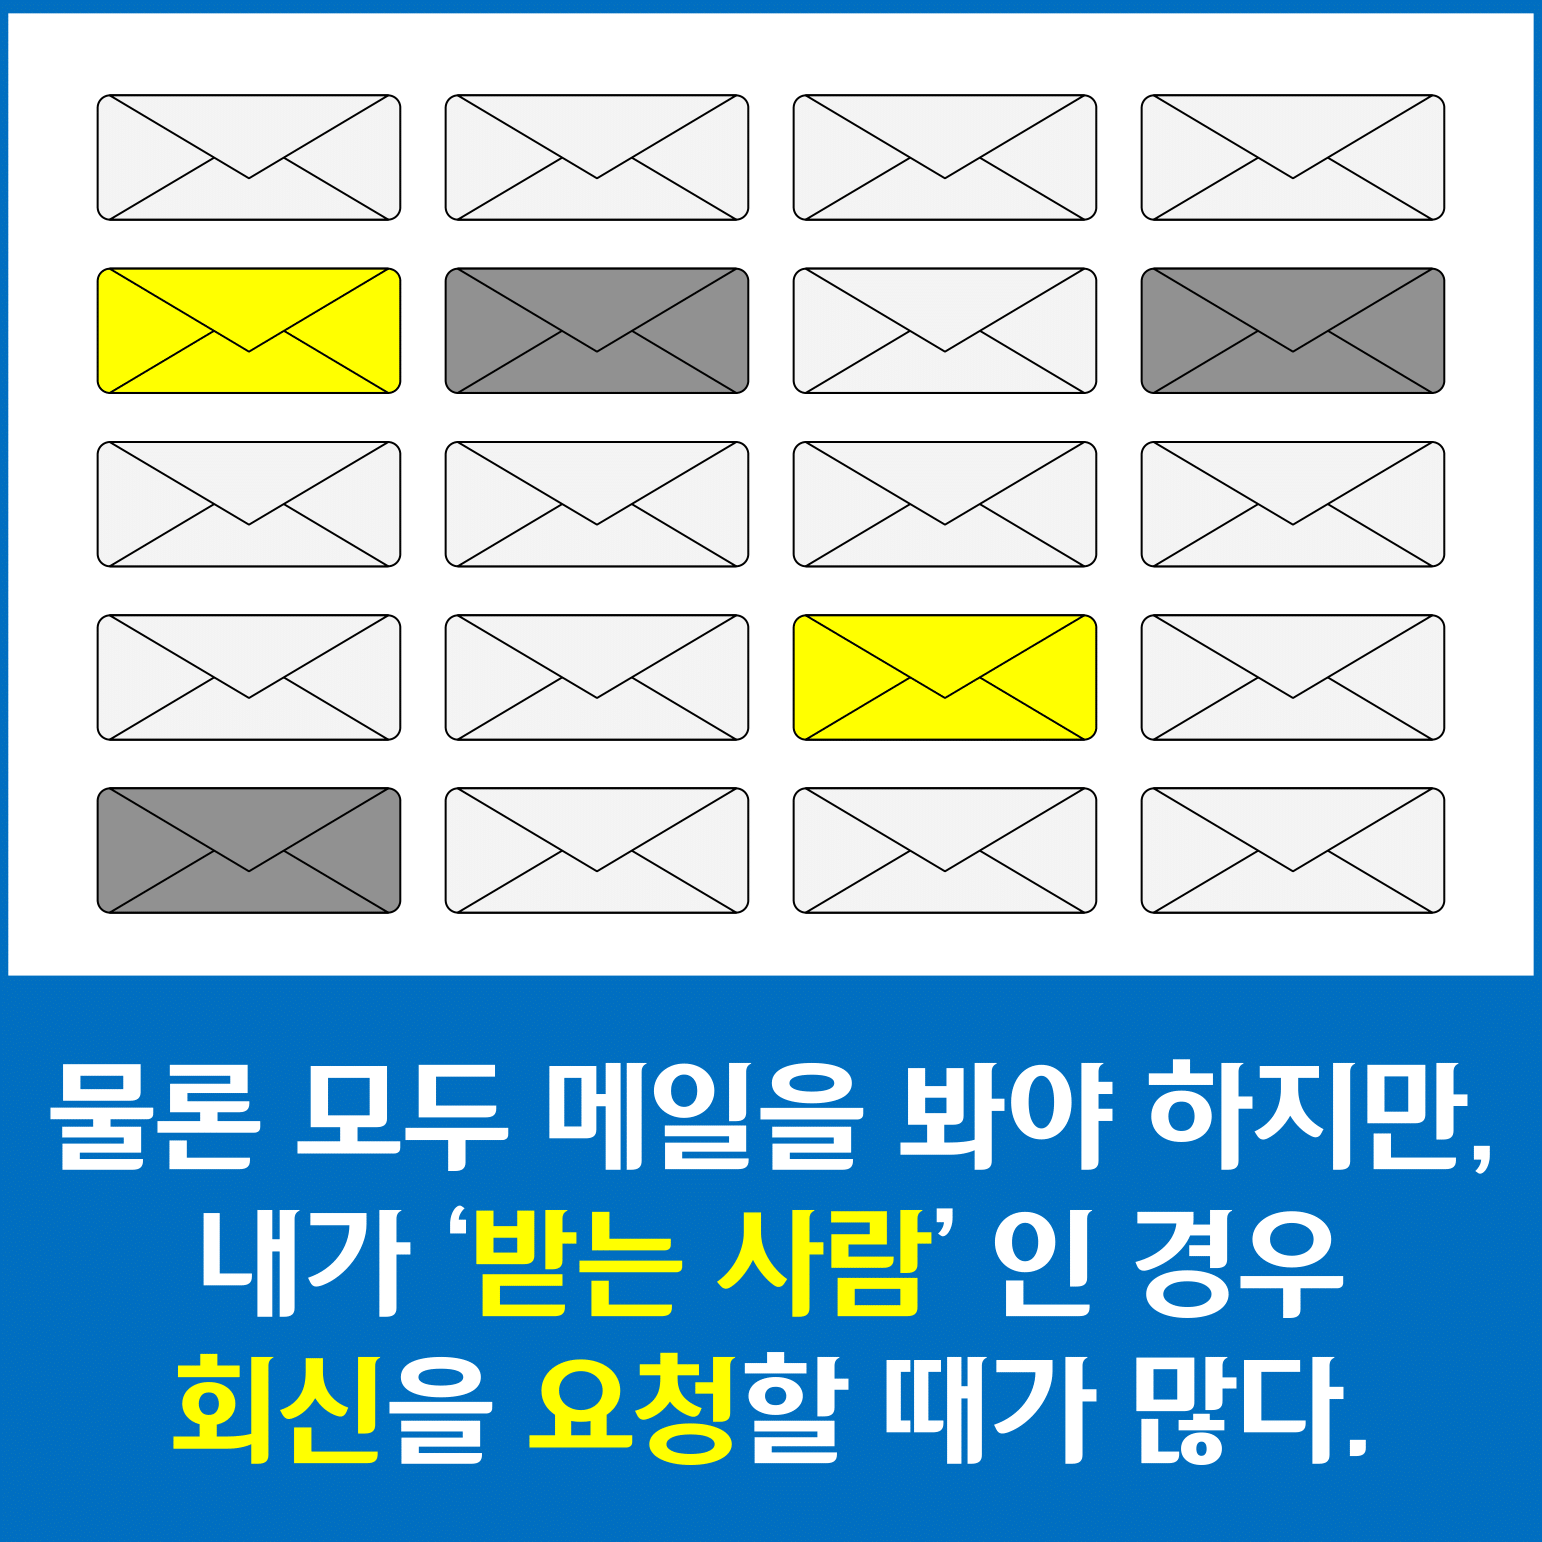 물론 모두 메일을 봐야 하지만,
내가 ‘받는 사람’ 인 경우
회신을 요청할 때가 많다.